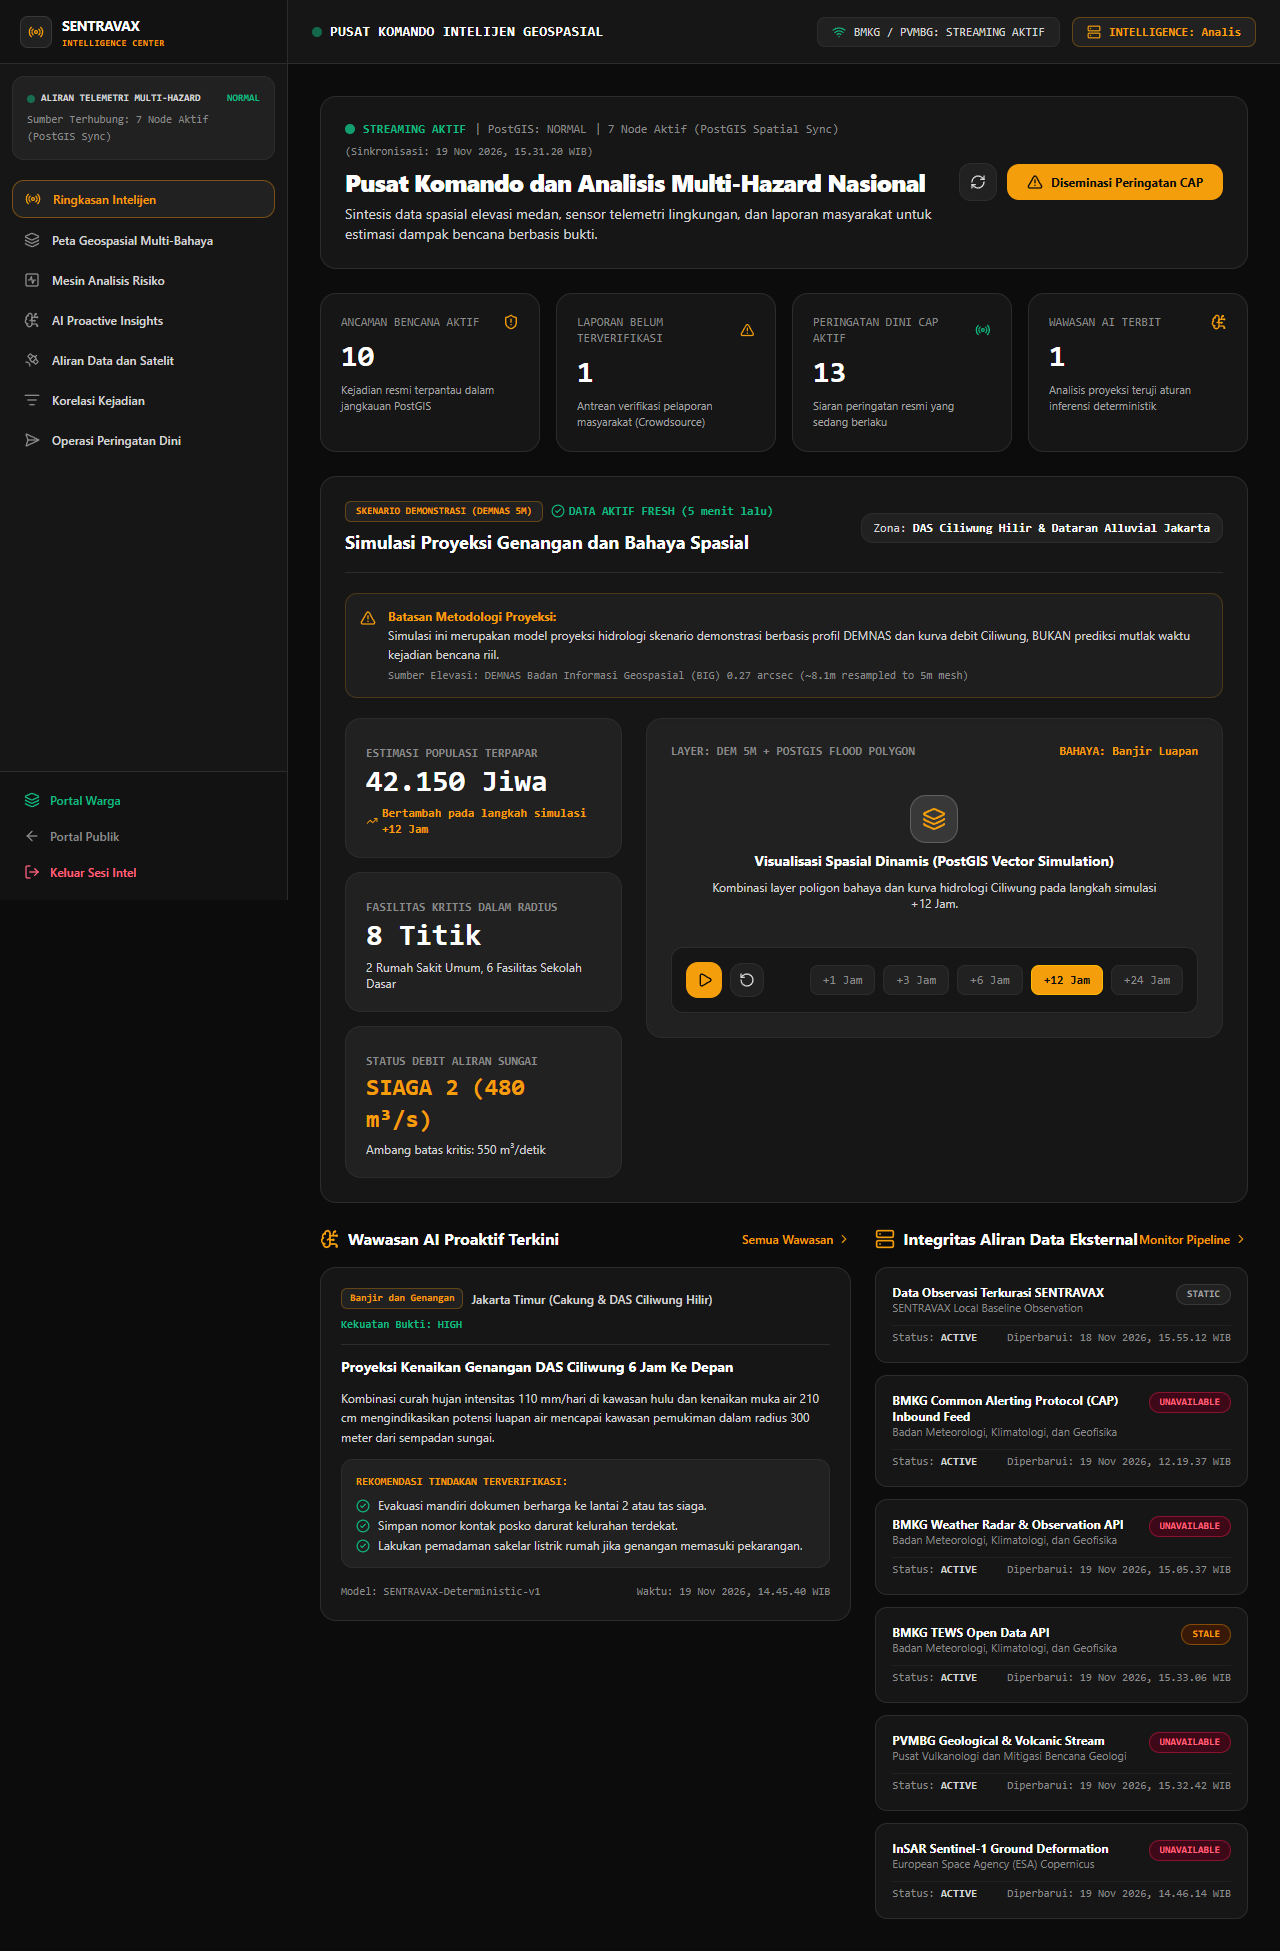 SENTRAVAX
INTELLIGENCE CENTER
ALIRAN TELEMETRI MULTI-HAZARD NORMAL
Sumber Terhubung: 7 Node Aktif
(PostGIS Sync)
Ringkasan Intelijen
Peta Geospasial Multi-Bahaya
Mesin Analisis Risiko
AI Proactive Insights
Aliran Data dan Satelit
Korelasi Kejadian
Operasi Peringatan Dini
Portal Warga
Portal Publik
Keluar Sesi Intel
PUSAT KOMANDO INTELIJEN GEOSPASIAL
BMKG / PVMBG: STREAMING AKTIF
INTELLIGENCE: Analis
STREAMING AKTIF | PostGIS: NORMAL | 7 Node Aktif (PostGIS Spatial Sync)
(Sinkronisasi: 19 Nov 2026, 15.31.20 WIB)
Pusat Komando dan Analisis Multi-Hazard Nasional
Sintesis data spasial elevasi medan, sensor telemetri lingkungan, dan laporan masyarakat untuk
estimasi dampak bencana berbasis bukti.
Diseminasi Peringatan CAP
ANCAMAN BENCANA AKTIF
10
Kejadian resmi terpantau dalam
jangkauan PostGIS
LAPORAN BELUM
TERVERIFIKASI
1
Antrean verifikasi pelaporan
masyarakat (Crowdsource)
PERINGATAN DINI CAP
AKTIF
13
Siaran peringatan resmi yang
sedang berlaku
WAWASAN AI TERBIT
1
Analisis proyeksi teruji aturan
inferensi deterministik
SKENARIO DEMONSTRASI (DEMNAS 5M) DATA AKTIF FRESH (5 menit lalu)
Simulasi Proyeksi Genangan dan Bahaya Spasial
Zona: DAS Ciliwung Hilir & Dataran Alluvial Jakarta
Batasan Metodologi Proyeksi:
Simulasi ini merupakan model proyeksi hidrologi skenario demonstrasi berbasis profil DEMNAS dan kurva debit Ciliwung, BUKAN prediksi mutlak waktu
kejadian bencana riil.
Sumber Elevasi: DEMNAS Badan Informasi Geospasial (BIG) 0.27 arcsec (~8.1m resampled to 5m mesh)
ESTIMASI POPULASI TERPAPAR
42.150 Jiwa
Bertambah pada langkah simulasi
+12 Jam
FASILITAS KRITIS DALAM RADIUS
8 Titik
2 Rumah Sakit Umum, 6 Fasilitas Sekolah
Dasar
STATUS DEBIT ALIRAN SUNGAI
SIAGA 2 (480
m³/s)
Ambang batas kritis: 550 m³/detik
LAYER: DEM 5M + POSTGIS FLOOD POLYGON
BAHAYA: Banjir Luapan
Visualisasi Spasial Dinamis (PostGIS Vector Simulation)
Kombinasi layer poligon bahaya dan kurva hidrologi Ciliwung pada langkah simulasi
+12 Jam.
+1 Jam +3 Jam +6 Jam +12 Jam +24 Jam
Wawasan AI Proaktif Terkini
Semua Wawasan
Banjir dan Genangan Jakarta Timur (Cakung & DAS Ciliwung Hilir)
Kekuatan Bukti: HIGH
Proyeksi Kenaikan Genangan DAS Ciliwung 6 Jam Ke Depan
Kombinasi curah hujan intensitas 110 mm/hari di kawasan hulu dan kenaikan muka air 210
cm mengindikasikan potensi luapan air mencapai kawasan pemukiman dalam radius 300
meter dari sempadan sungai.
REKOMENDASI TINDAKAN TERVERIFIKASI:
Evakuasi mandiri dokumen berharga ke lantai 2 atau tas siaga.
Simpan nomor kontak posko darurat kelurahan terdekat.
Lakukan pemadaman sakelar listrik rumah jika genangan memasuki pekarangan.
Model: SENTRAVAX-Deterministic-v1
Waktu: 19 Nov 2026, 14.45.40 WIB
Integritas Aliran Data Eksternal
Monitor Pipeline
Data Observasi Terkurasi SENTRAVAX
STATIC
SENTRAVAX Local Baseline Observation
Status: ACTIVE Diperbarui: 18 Nov 2026, 15.55.12 WIB
BMKG Common Alerting Protocol (CAP)
Inbound Feed
UNAVAILABLE
Badan Meteorologi, Klimatologi, dan Geofisika
Status: ACTIVE Diperbarui: 19 Nov 2026, 12.19.37 WIB
BMKG Weather Radar & Observation API
UNAVAILABLE
Badan Meteorologi, Klimatologi, dan Geofisika
Status: ACTIVE Diperbarui: 19 Nov 2026, 15.05.37 WIB
BMKG TEWS Open Data API
STALE
Badan Meteorologi, Klimatologi, dan Geofisika
Status: ACTIVE Diperbarui: 19 Nov 2026, 15.33.06 WIB
PVMBG Geological & Volcanic Stream
UNAVAILABLE
Pusat Vulkanologi dan Mitigasi Bencana Geologi
Status: ACTIVE Diperbarui: 19 Nov 2026, 15.32.42 WIB
InSAR Sentinel-1 Ground Deformation
UNAVAILABLE
European Space Agency (ESA) Copernicus
Status: ACTIVE Diperbarui: 19 Nov 2026, 14.46.14 WIB